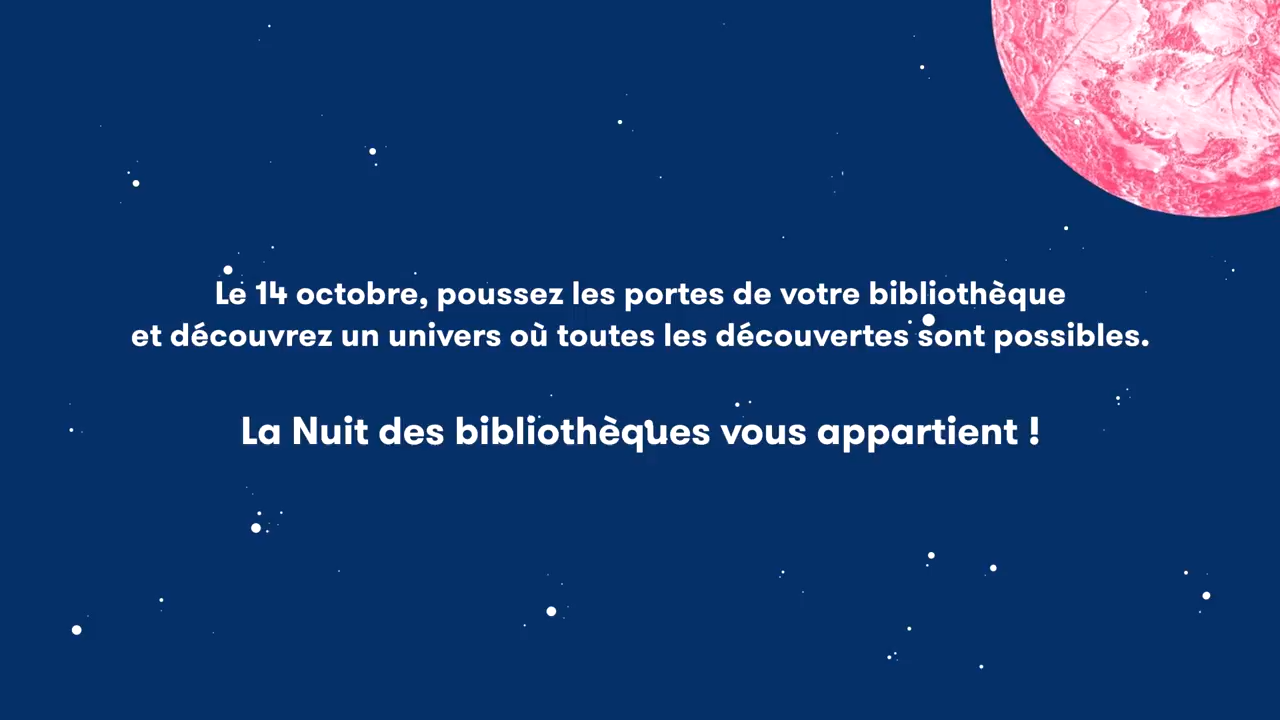 Le 14 octobre, poussez les portes de votre bibliothèque
et découvrez un univers où toutes les découvertes sont possibles.
La Nuit des bibliothèques vous appartient !